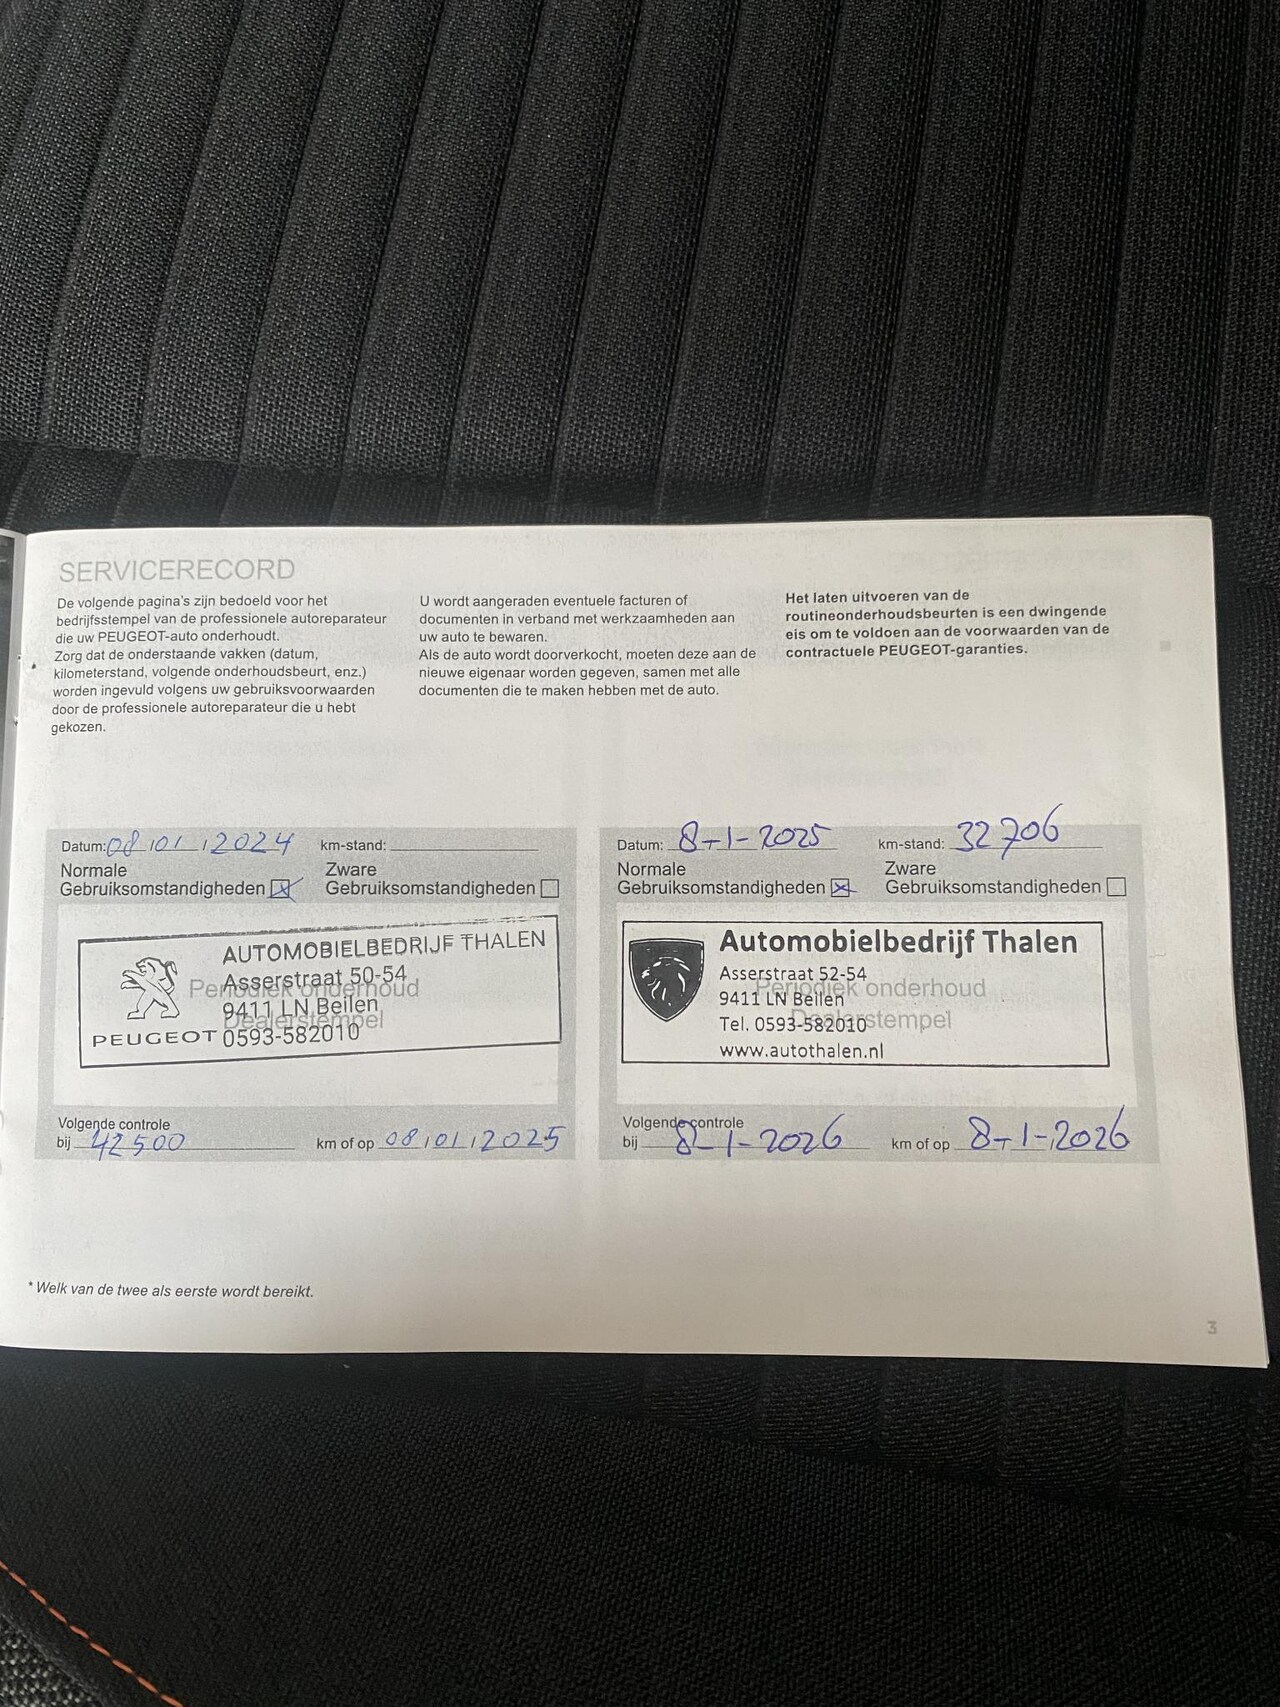 SERVICERECORD
De volgende pagina's zijn bedoeld voor het
bedrijfsstempel van de professionele autoreparateur
die uw PEUGEOT-auto onderhoudt.
Zorg dat de onderstaande vakken (datum,
kilometerstand, volgende onderhoudsbeurt, enz.)
worden ingevuld volgens uw gebruiksvoorwaarden
door de professionele autoreparateur die u hebt
gekozen.
U wordt aangeraden eventuele facturen of
documenten in verband met werkzaamheden aan
uw auto te bewaren.
Als de auto wordt doorverkocht, moeten deze aan de
nieuwe eigenaar worden gegeven, samen met alle
documenten die te maken hebben met de auto.
Het laten uitvoeren van de
routineonderhoudsbeurten is een dwingende
eis om te voldoen aan de voorwaarden van de
contractuele PEUGEOT-garanties.
Datum: 08/01/2024 km-stand:
Normale Zware
Gebruiksomstandigheden Gebruiksomstandigheden
Periodiek onderhoud
Dealerstempel
AUTOMOBIELBEDRIJF THALEN
Asserstraat 50-54
9411 LN Beilen
PEUGEOT 0593-582010
Volgende controle
bij 42500 km of op 08/01/2025
Datum: 8-1-2025 km-stand: 32706
Normale Zware
Gebruiksomstandigheden Gebruiksomstandigheden
Periodiek onderhoud
Dealerstempel
Automobielbedrijf Thalen
Asserstraat 52-54
9411 LN Beilen
Tel. 0593-582010
www.autothalen.nl
Volgende controle
bij 8-1-2026 km of op 8-1-2026
* Welk van de twee als eerste wordt bereikt.
3